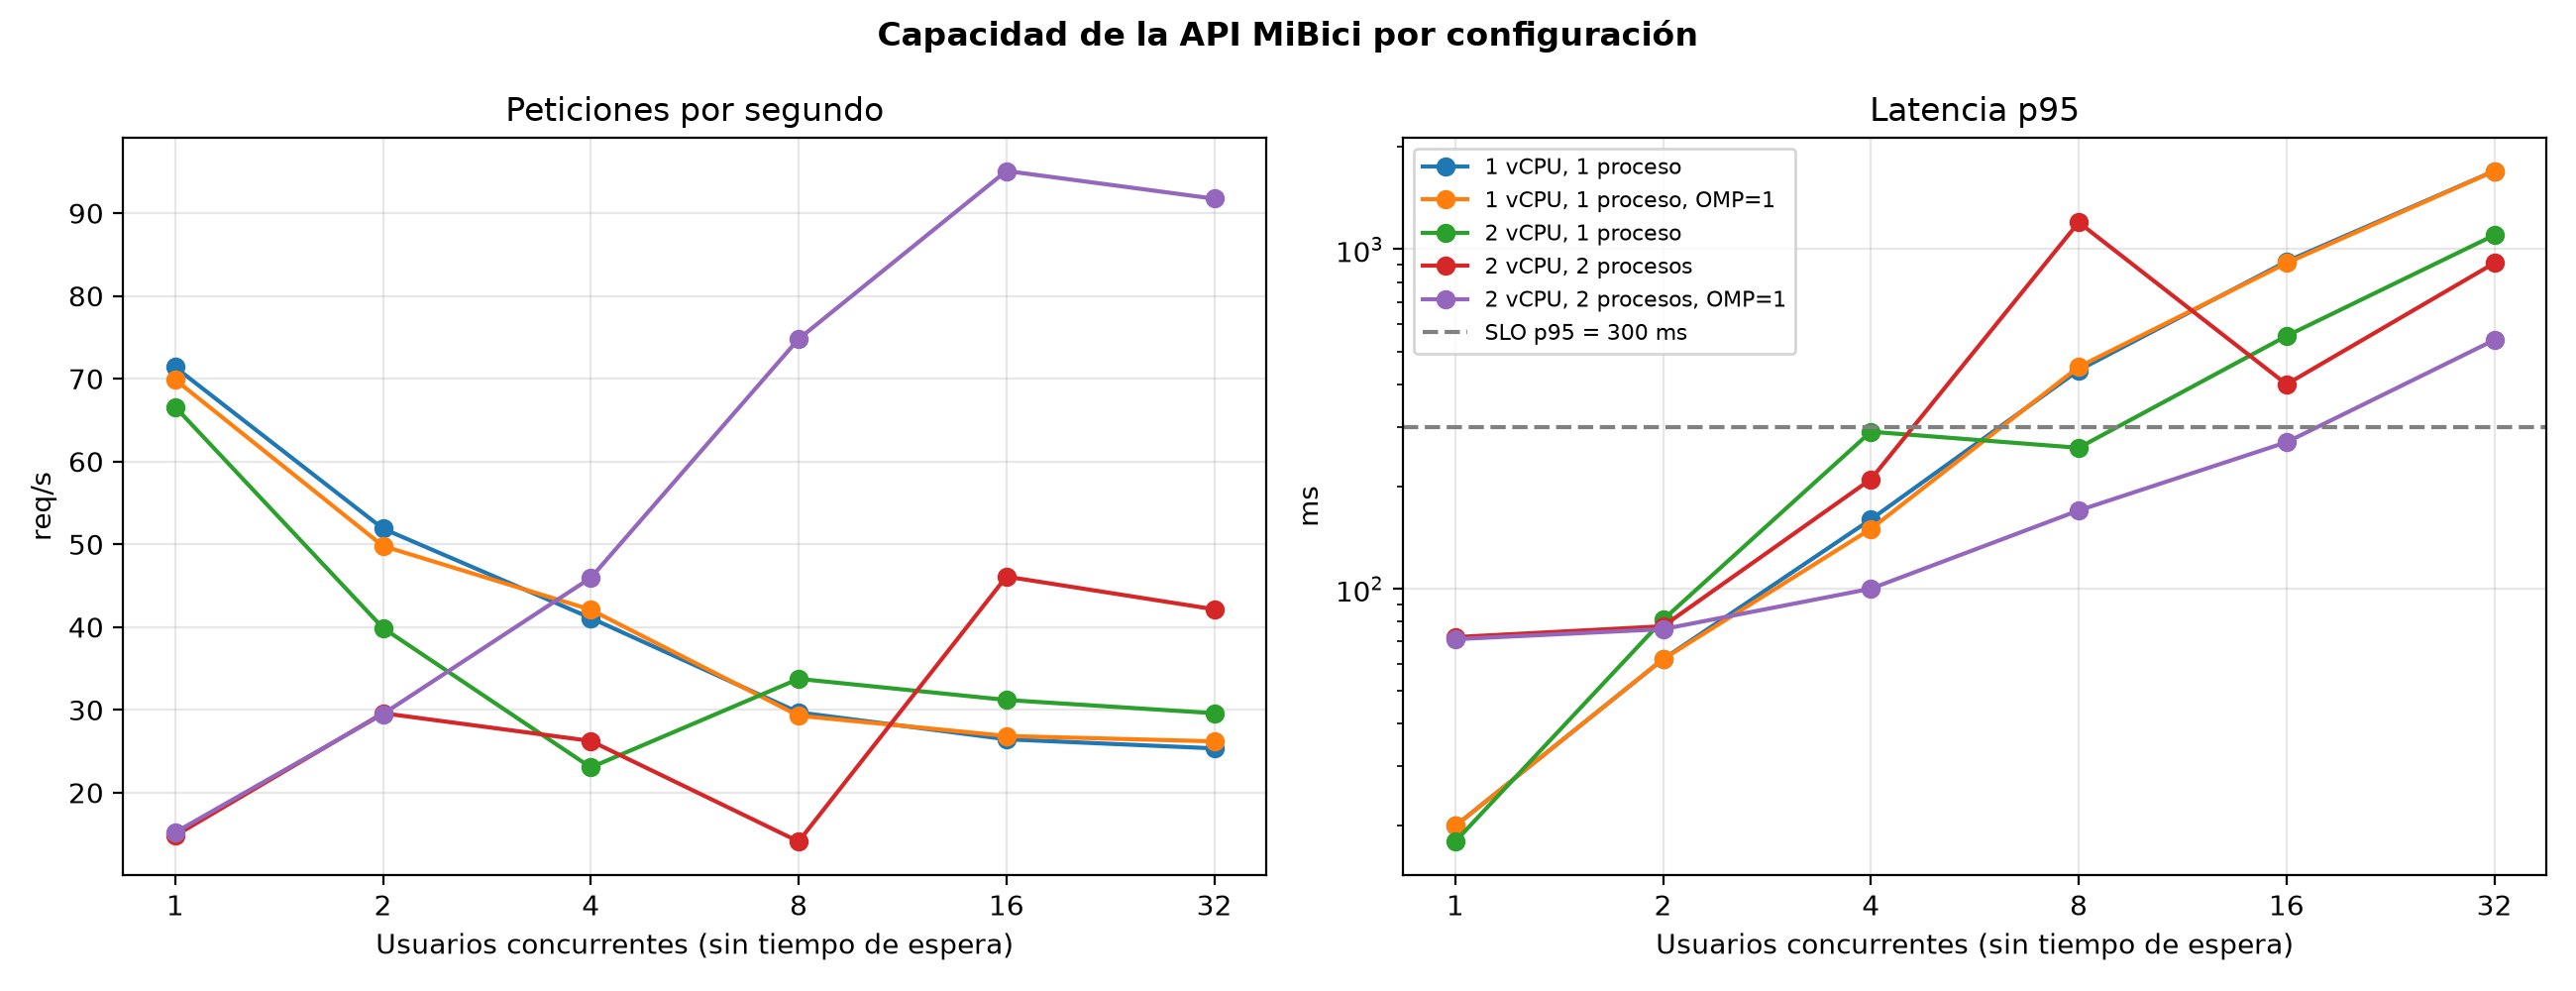 Capacidad de la API MiBici por configuración
Peticiones por segundo
req/s
90
80
70
60
50
40
30
20
1 2 4 8 16 32
Usuarios concurrentes (sin tiempo de espera)
Latencia p95
ms
10³
10²
1 vCPU, 1 proceso
1 vCPU, 1 proceso, OMP=1
2 vCPU, 1 proceso
2 vCPU, 2 procesos
2 vCPU, 2 procesos, OMP=1
SLO p95 = 300 ms
1 2 4 8 16 32
Usuarios concurrentes (sin tiempo de espera)